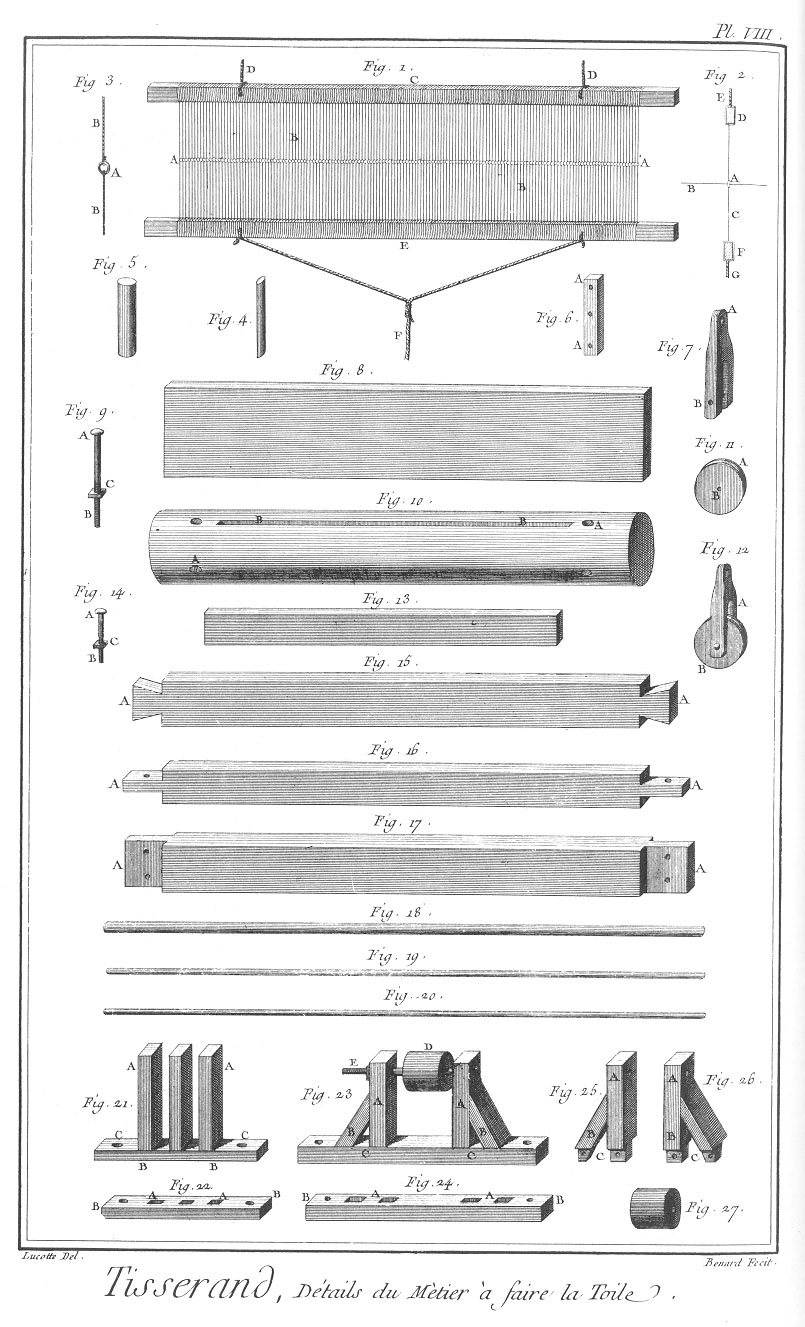 Pl. VIII.
Fig. 1.
D
D
C
Fig 3.
Fig 2.
E
D
B
B
A
A
A
A
B
B
B
C
E
F
G
Fig. 5.
Fig. 4.
F
Fig. 6.
A
A
Fig. 7.
A
B
Fig. 8.
Fig. 9.
A
C
B
Fig. 11
A
B
Fig. 10.
B
B
A
A
Fig. 12
A
B
Fig. 14.
A
C
B
Fig. 13.
Fig. 15.
A
A
Fig. 16.
A
A
Fig. 17.
A
A
Fig. 18.
Fig. 19.
Fig. 20.
Fig. 21.
A
A
C
C
B
B
Fig. 23
E
D
A
A
B
B
C
C
Fig. 25.
A
B
C
Fig. 26.
A
B
C
Fig. 22.
B
A
A
B
Fig. 24.
B
A
A
B
Fig. 27.
Lucotte Del.
Benard Fecit.
Tisserand, Détails du Mètier à faire la Toile.